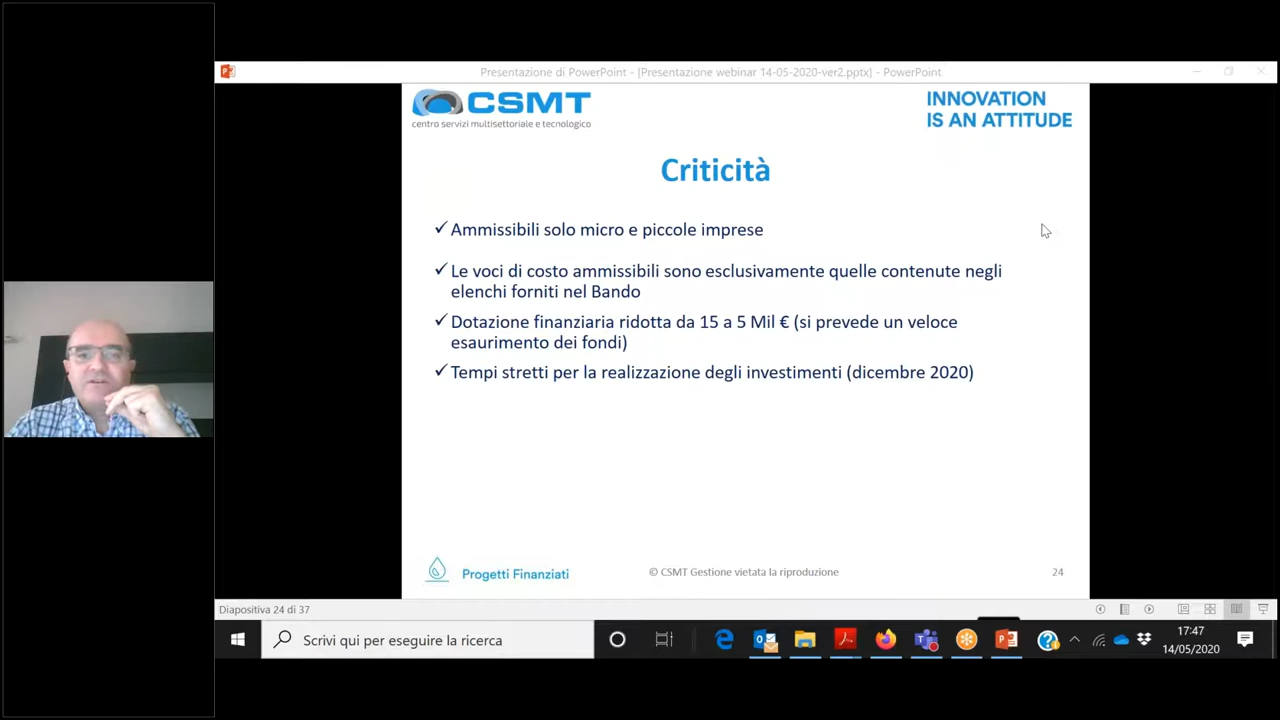 Presentazione di PowerPoint - [Presentazione webinar 14-05-2020-ver2.pptx] - PowerPoint
CSMT
centro servizi multisettoriale e tecnologico
INNOVATION
IS AN ATTITUDE
Criticità
✓ Ammissibili solo micro e piccole imprese
✓ Le voci di costo ammissibili sono esclusivamente quelle contenute negli
elenchi forniti nel Bando
✓ Dotazione finanziaria ridotta da 15 a 5 Mil € (si prevede un veloce
esaurimento dei fondi)
✓ Tempi stretti per la realizzazione degli investimenti (dicembre 2020)
Progetti Finanziati
© CSMT Gestione vietata la riproduzione
24
Diapositiva 24 di 37
Scrivi qui per eseguire la ricerca
17:47
14/05/2020